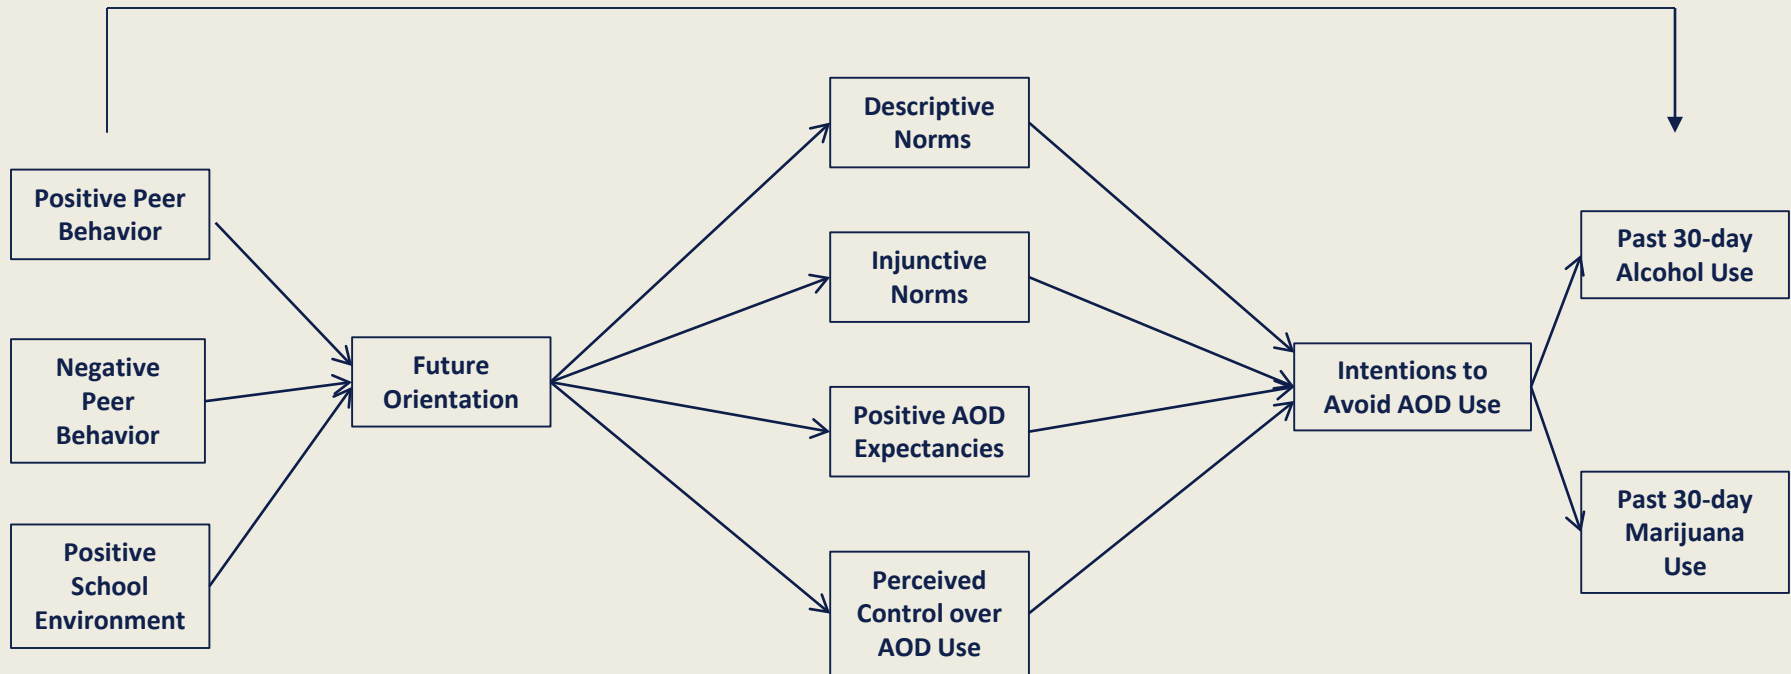 Positive Peer
Behavior
Negative
Peer
Behavior
Positive
School
Environment
Future
Orientation
Descriptive
Norms
Injunctive
Norms
Positive AOD
Expectancies
Perceived
Control over
AOD Use
Intentions to
Avoid AOD Use
Past 30-day
Alcohol Use
Past 30-day
Marijuana
Use